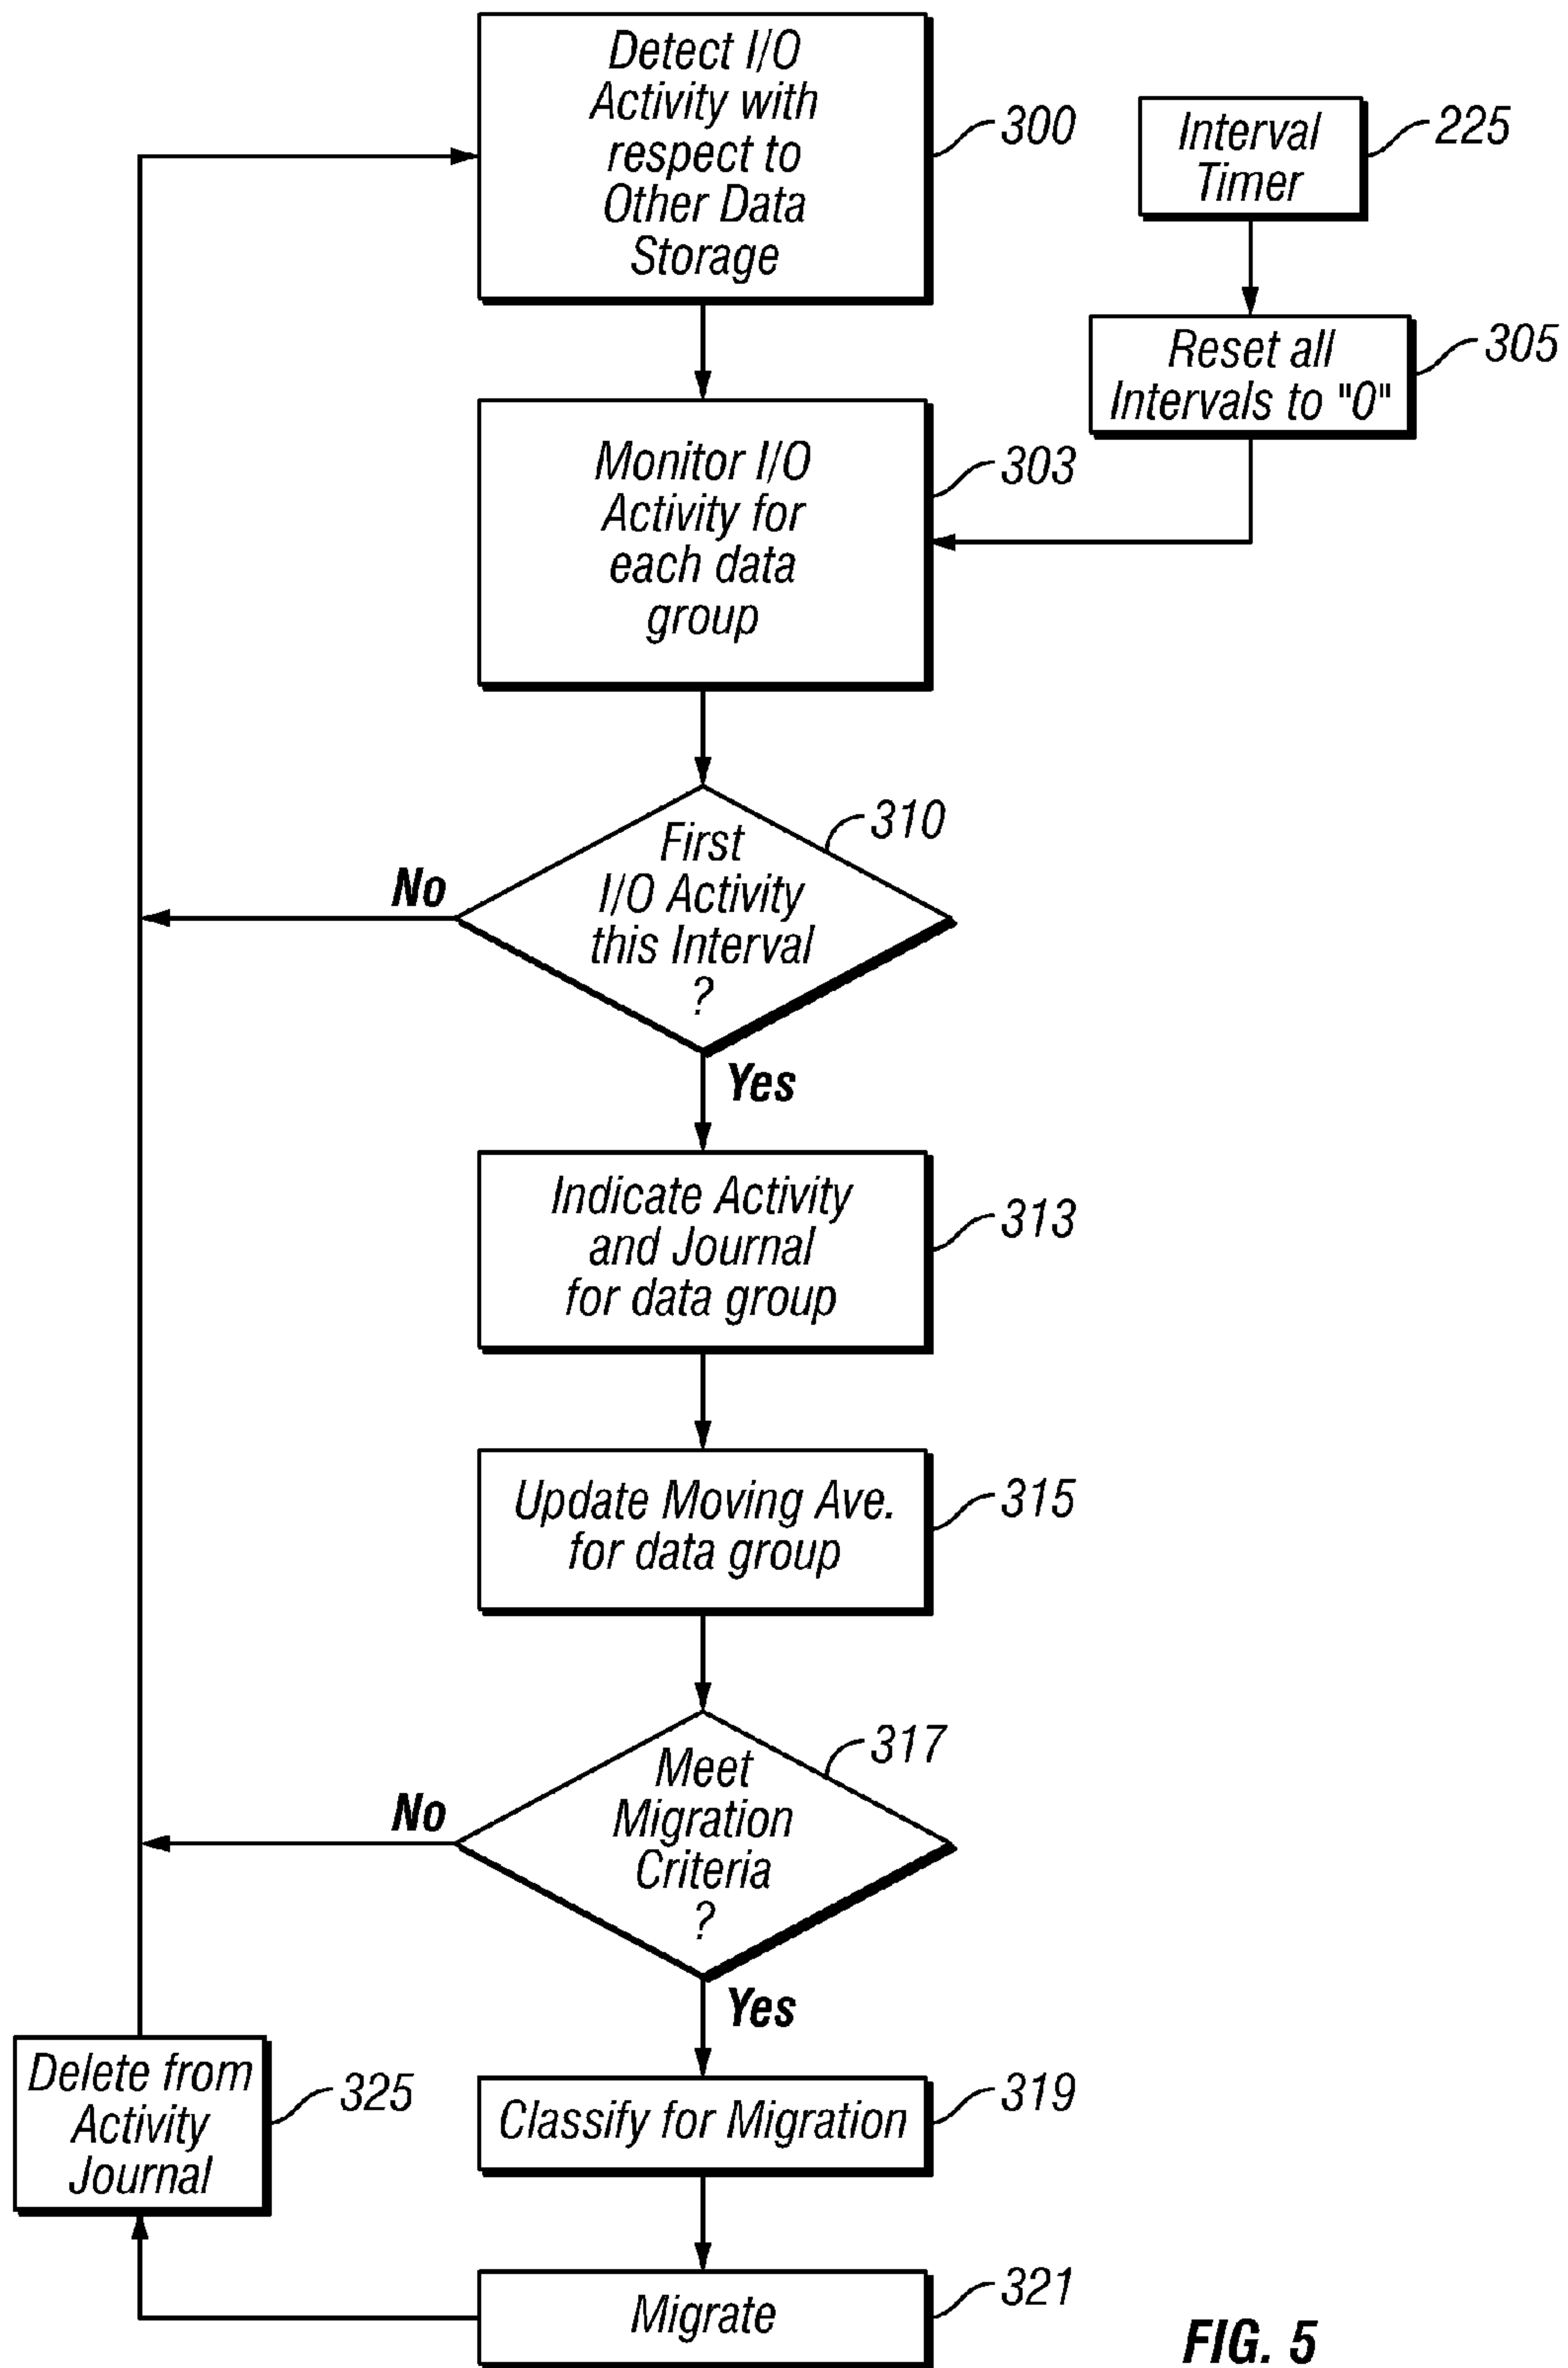 Detect I/O
Activity with
respect to
Other Data
Storage
300
Interval
Timer
225
Reset all
Intervals to "0"
305
Monitor I/O
Activity for
each data
group
303
First
I/O Activity
this Interval
?
310
No
Yes
Indicate Activity
and Journal
for data group
313
Update Moving Ave.
for data group
315
Meet
Migration
Criteria
?
317
No
Yes
Classify for Migration
319
Delete from
Activity
Journal
325
Migrate
321
FIG. 5